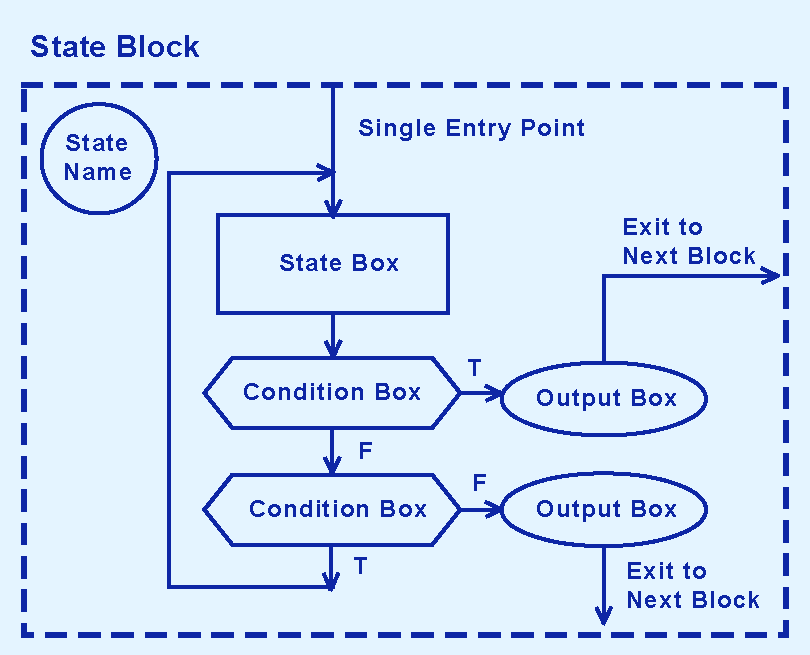 State Block
Single Entry Point
State
Name
Exit to
Next Block
State Box
T
Condition Box
Output Box
F
F
Condition Box
Output Box
T
Exit to
Next Block